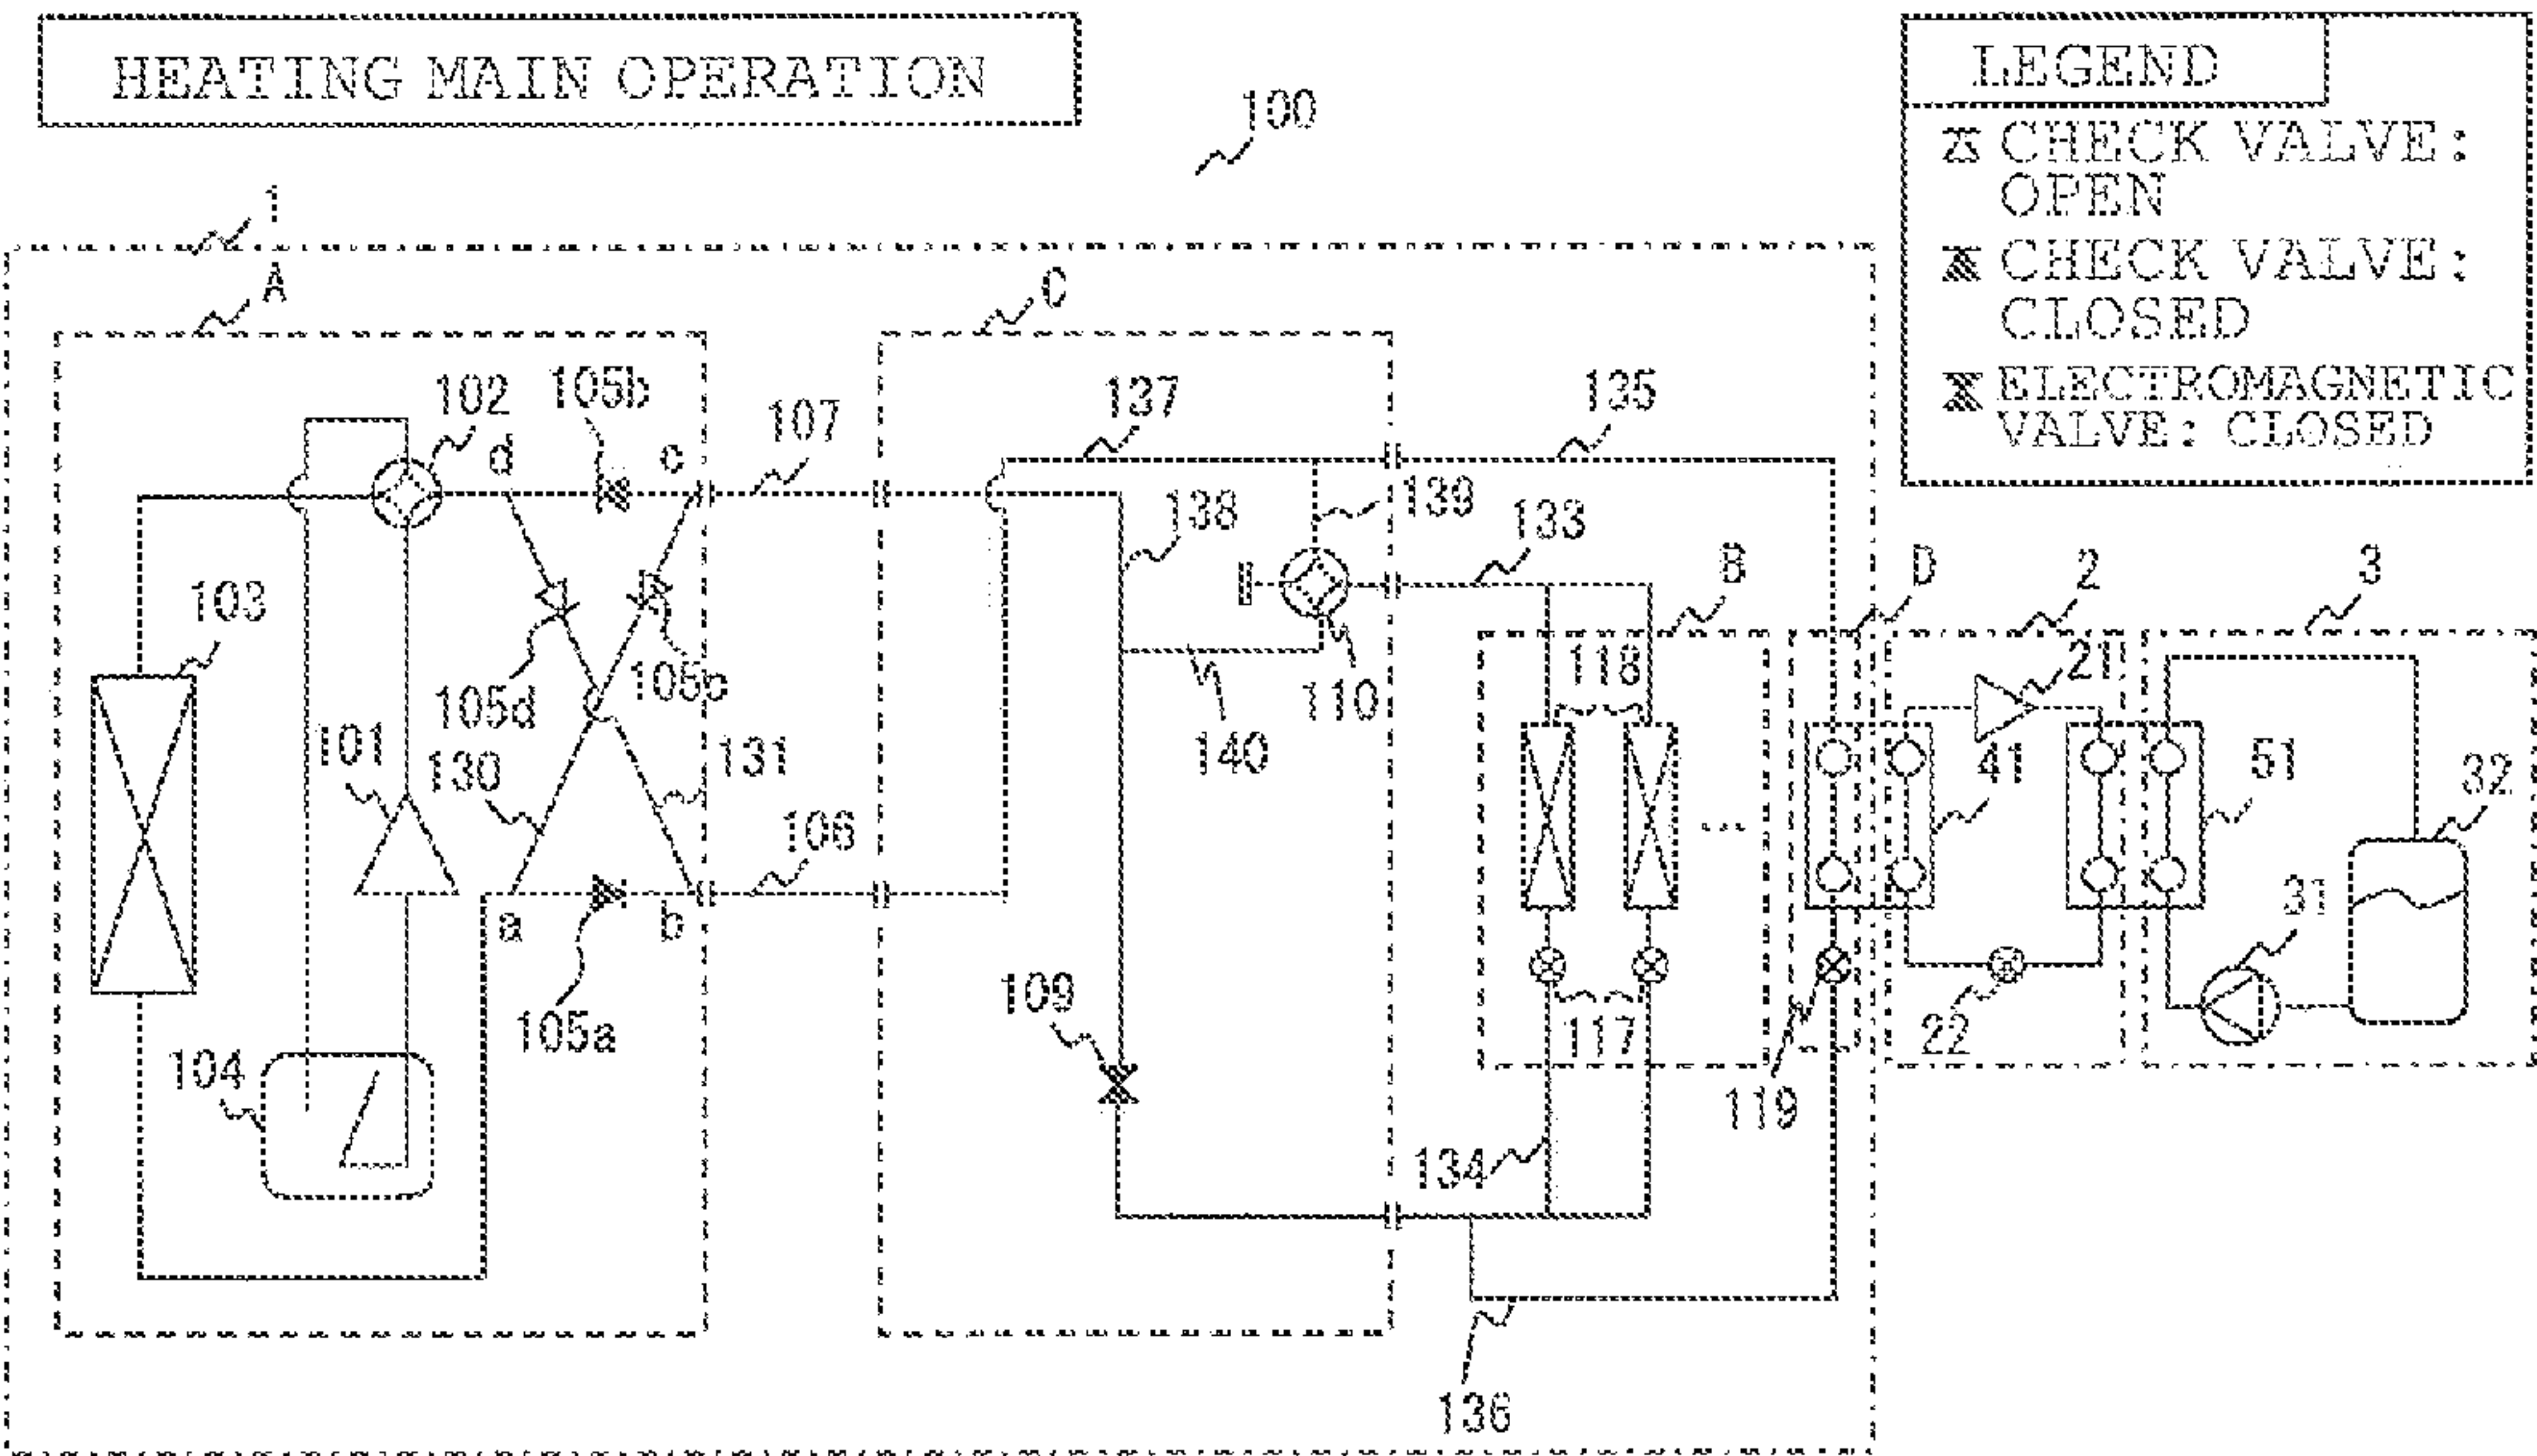 HEATING MAIN OPERATION
LEGEND
CHECK VALVE:
OPEN
CHECK VALVE:
CLOSED
ELECTROMAGNETIC
VALVE: CLOSED
100
1
A
C
102
105b
107
137
135
d
c
138
139
133
B
D
2
3
103
105d
105c
118
21
110
101
130
131
140
41
51
32
106
a
b
31
105a
109
117
22
104
119
134
136